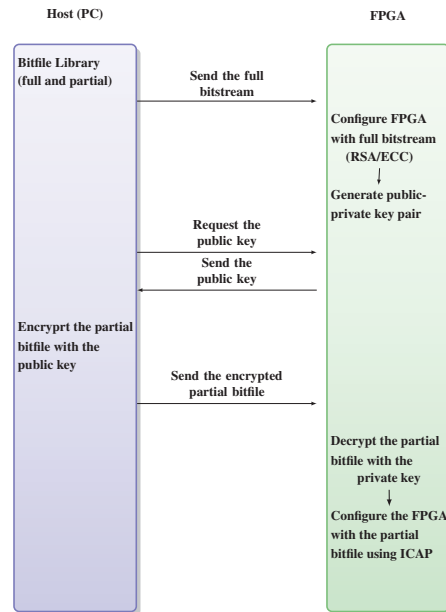 Host (PC)
FPGA
Bitfile Library
(full and partial)
Send the full
bitstream
Configure FPGA
with full bitstream
(RSA/ECC)
Generate public-
private key pair
Request the
public key
Send the
public key
Encryprt the partial
bitfile with the
public key
Send the encrypted
partial bitfile
Decrypt the partial
bitfile with the
private key
Configure the FPGA
with the partial
bitfile using ICAP